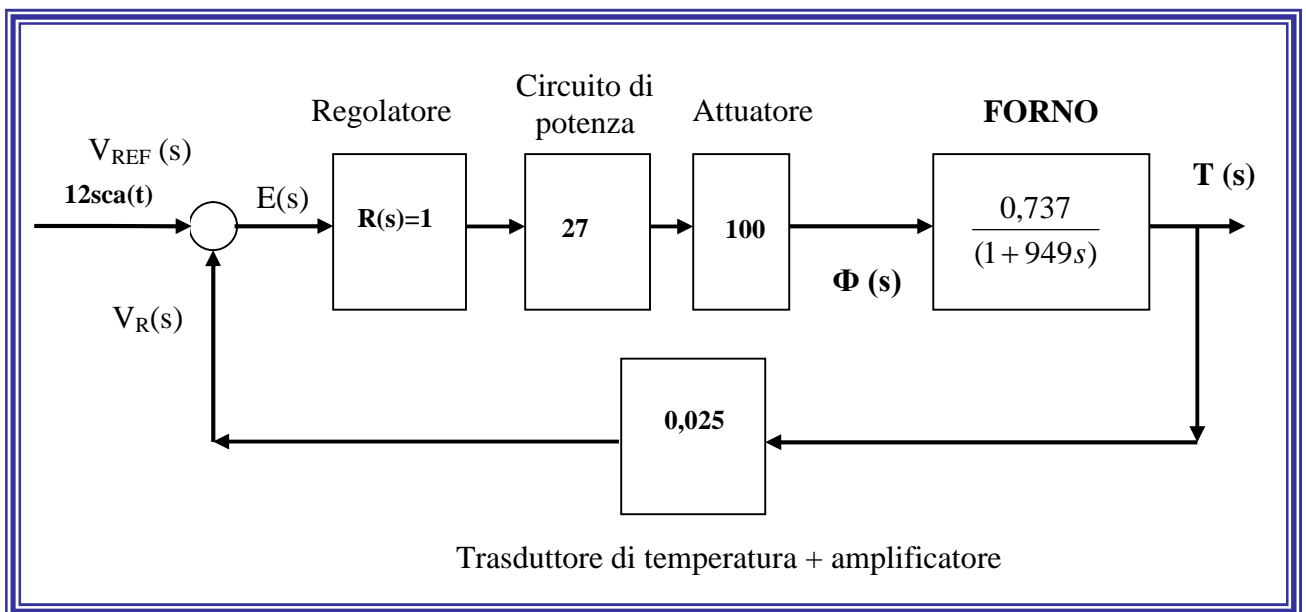 Regolatore
Circuito di
potenza
Attuatore
FORNO
V_REF (s)
12sca(t)
E(s)
R(s)=1
27
100
Φ (s)
0,737
(1+949s)
T (s)
V_R(s)
0,025
Trasduttore di temperatura + amplificatore